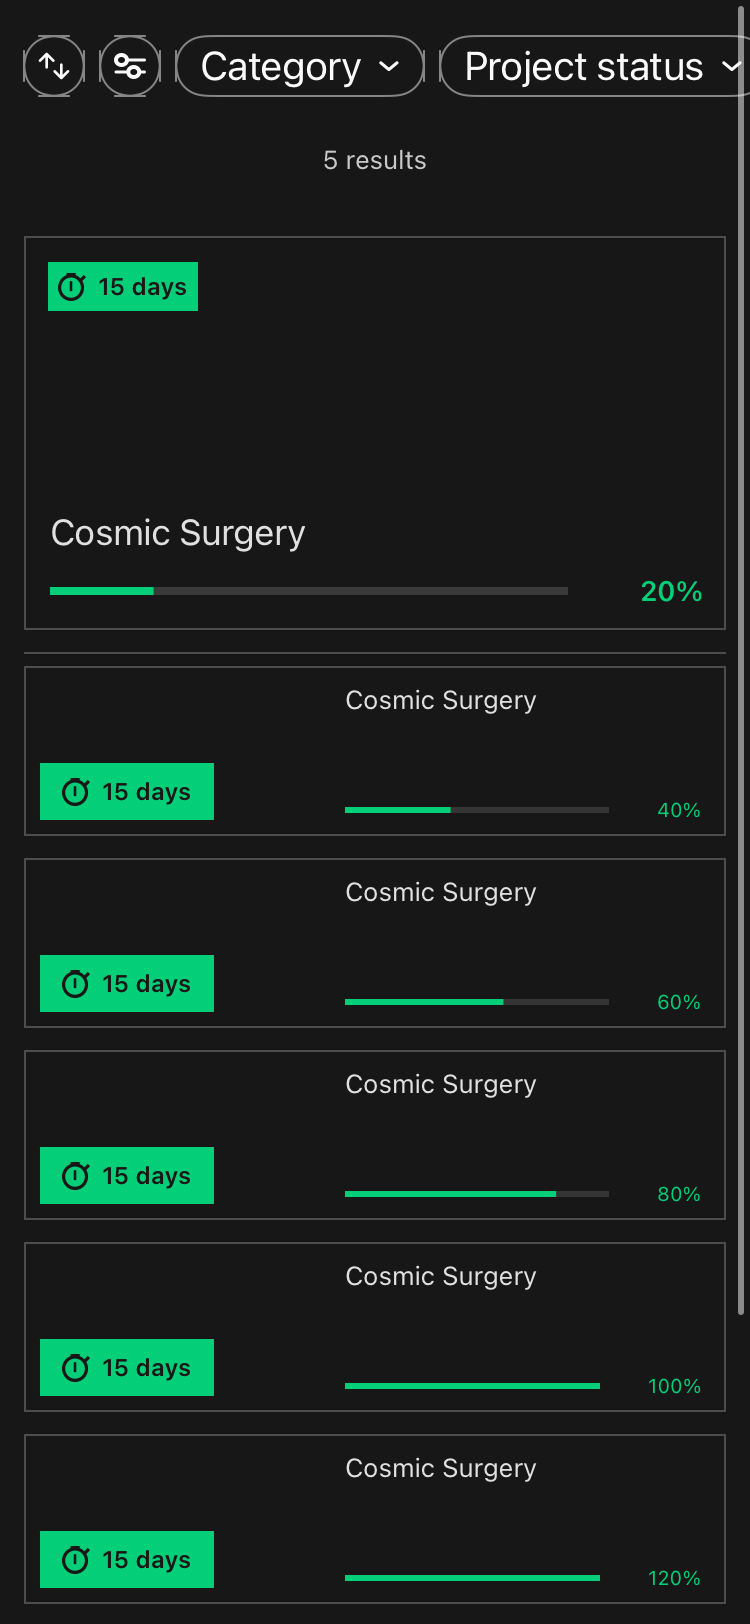 Category
Project status
5 results
15 days
Cosmic Surgery
20%
Cosmic Surgery
15 days
40%
Cosmic Surgery
15 days
60%
Cosmic Surgery
15 days
80%
Cosmic Surgery
15 days
100%
Cosmic Surgery
15 days
120%